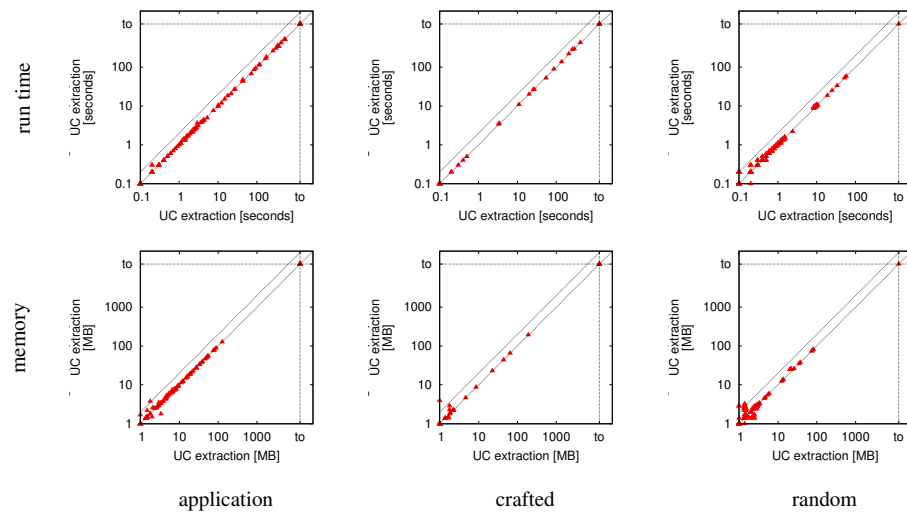 run time
to
100
10
1
0.1
UC extraction
[seconds]
0.1 1 10 100 to
UC extraction [seconds]
to
100
10
1
0.1
UC extraction
[seconds]
0.1 1 10 100 to
UC extraction [seconds]
to
100
10
1
0.1
UC extraction
[seconds]
0.1 1 10 100 to
UC extraction [seconds]
memory
to
1000
100
10
1
UC extraction
[MB]
1 10 100 1000 to
UC extraction [MB]
to
1000
100
10
1
UC extraction
[MB]
1 10 100 1000 to
UC extraction [MB]
to
1000
100
10
1
UC extraction
[MB]
1 10 100 1000 to
UC extraction [MB]
application crafted random